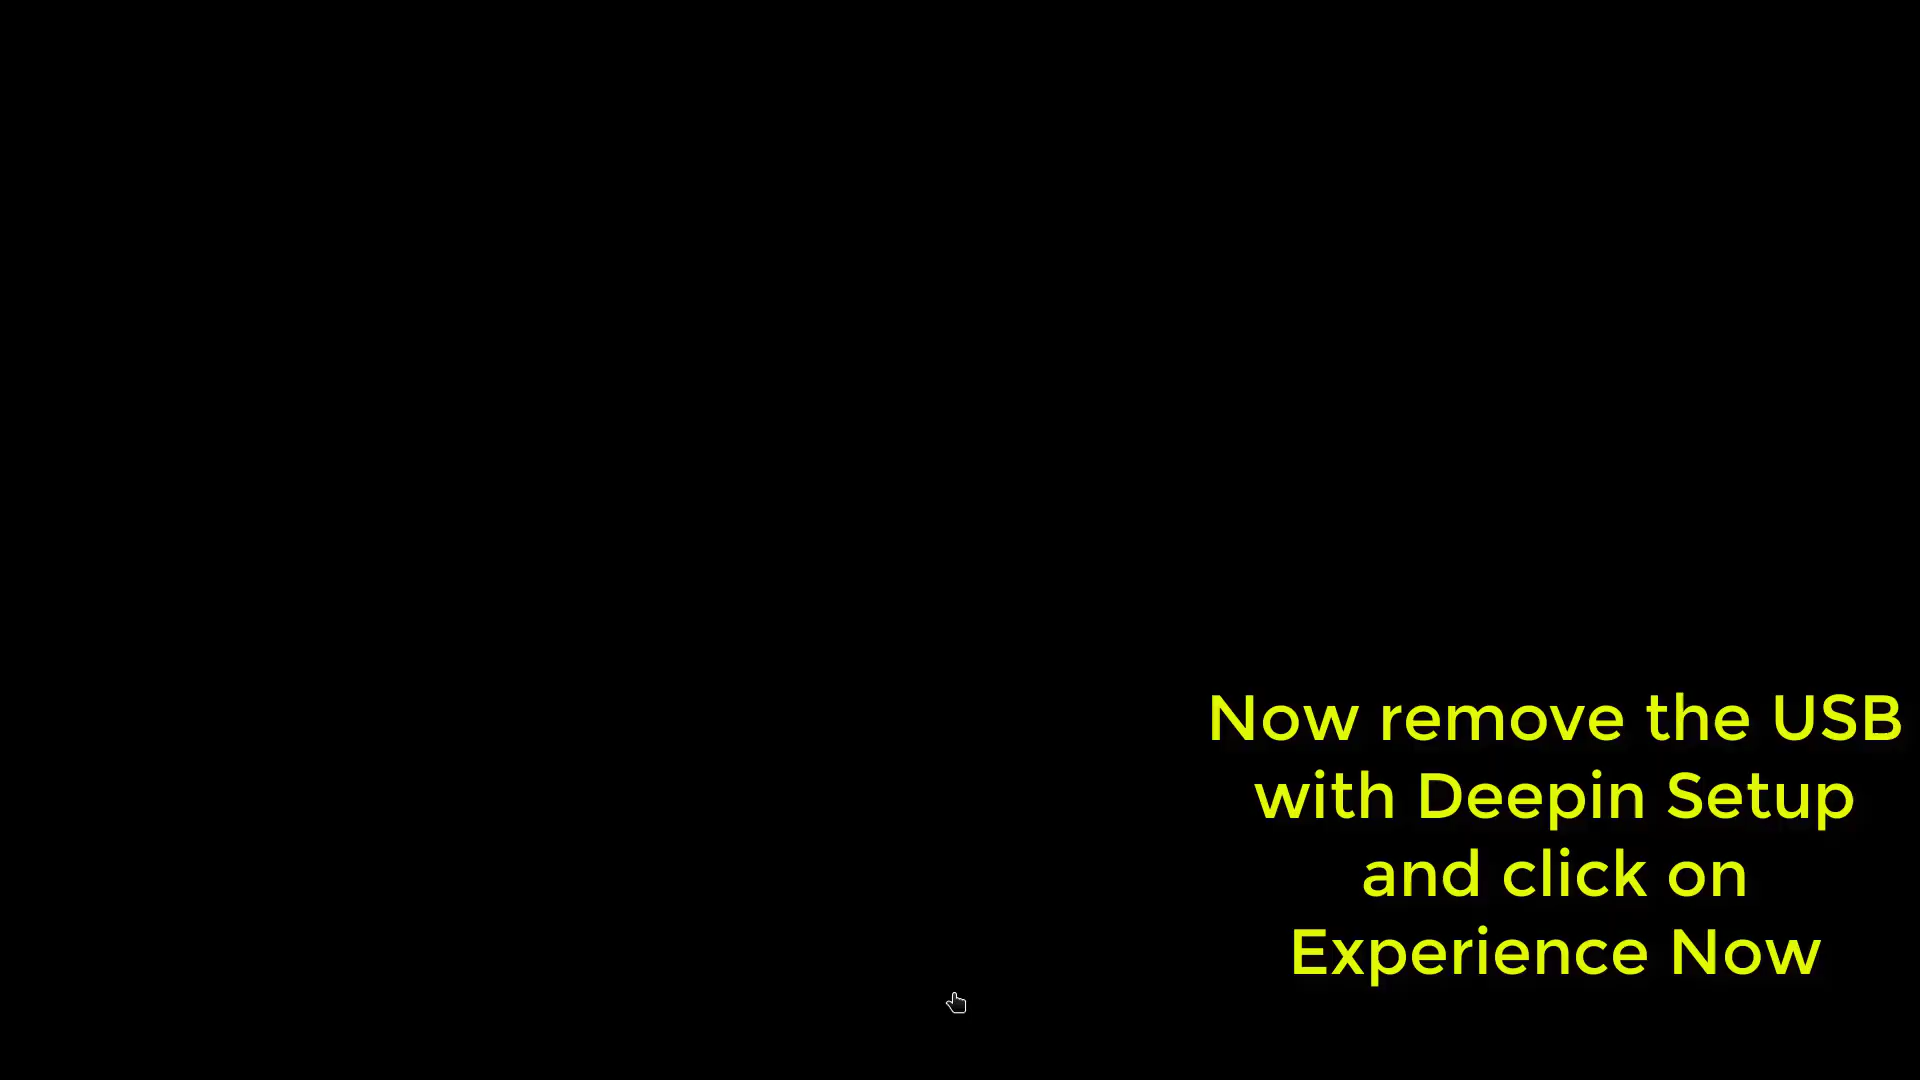 Now remove the USB
with Deepin Setup
and click on
Experience Now